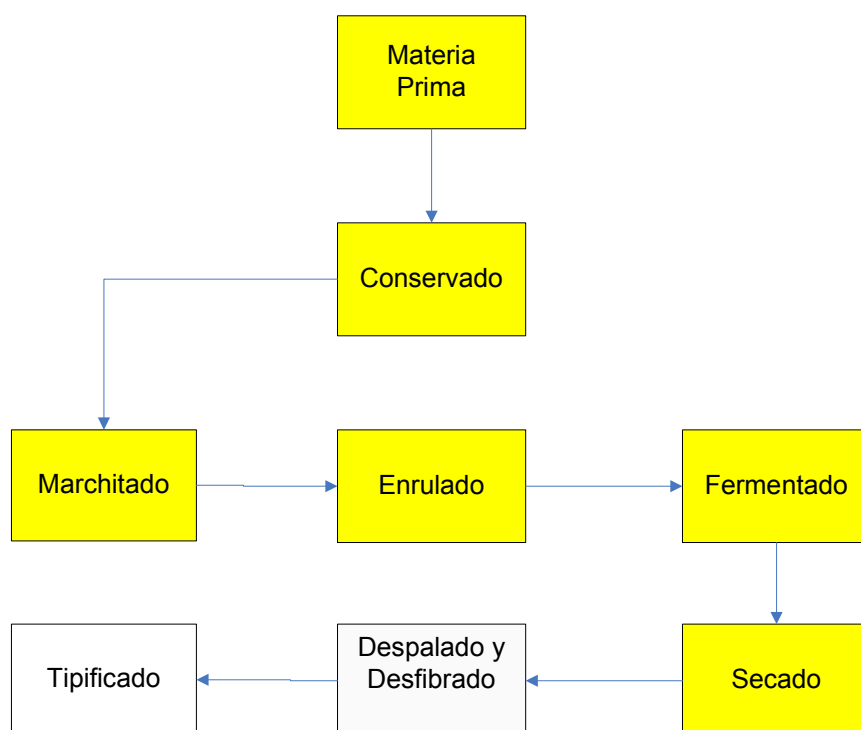 Materia
Prima
Conservado
Marchitado
Enrulado
Fermentado
Tipificado
Despalado y
Desfibrado
Secado